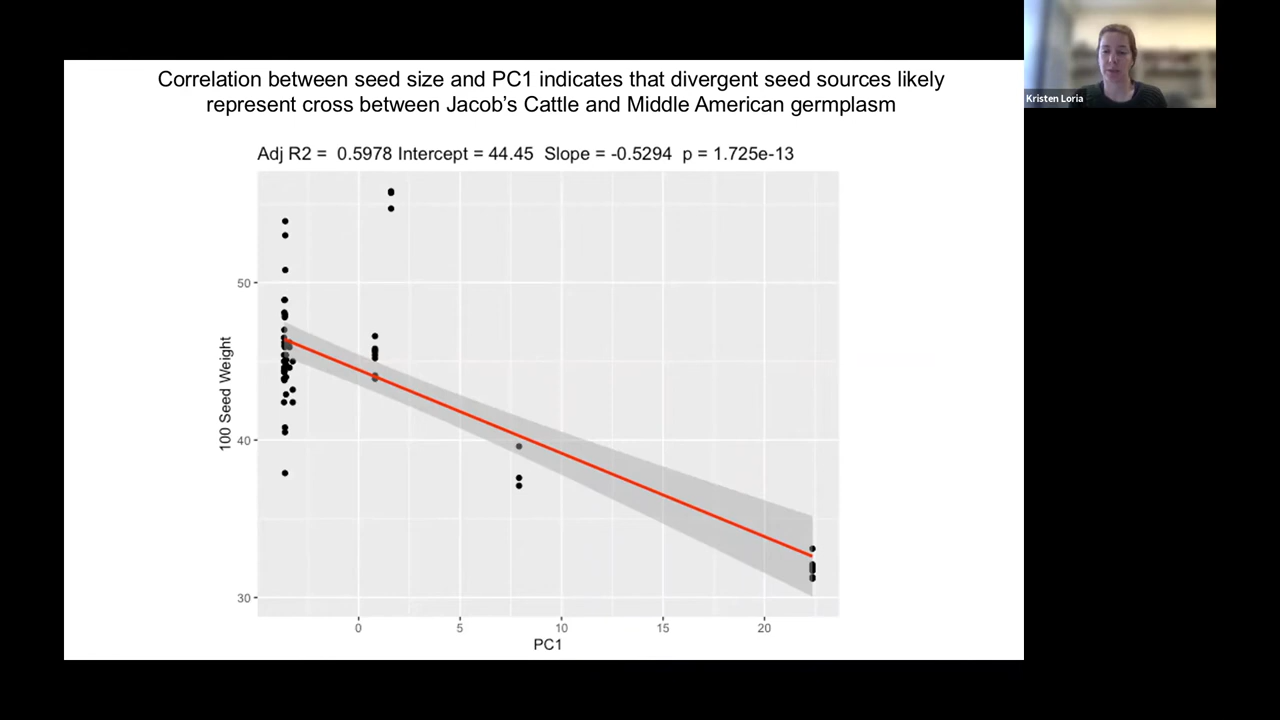 Correlation between seed size and PC1 indicates that divergent seed sources likely
represent cross between Jacob's Cattle and Middle American germplasm
Kristen Loria
Adj R2 =  0.5978 Intercept = 44.45  Slope = -0.5294  p = 1.725e-13
50
40
30
100 Seed Weight
0
5
10
15
20
PC1